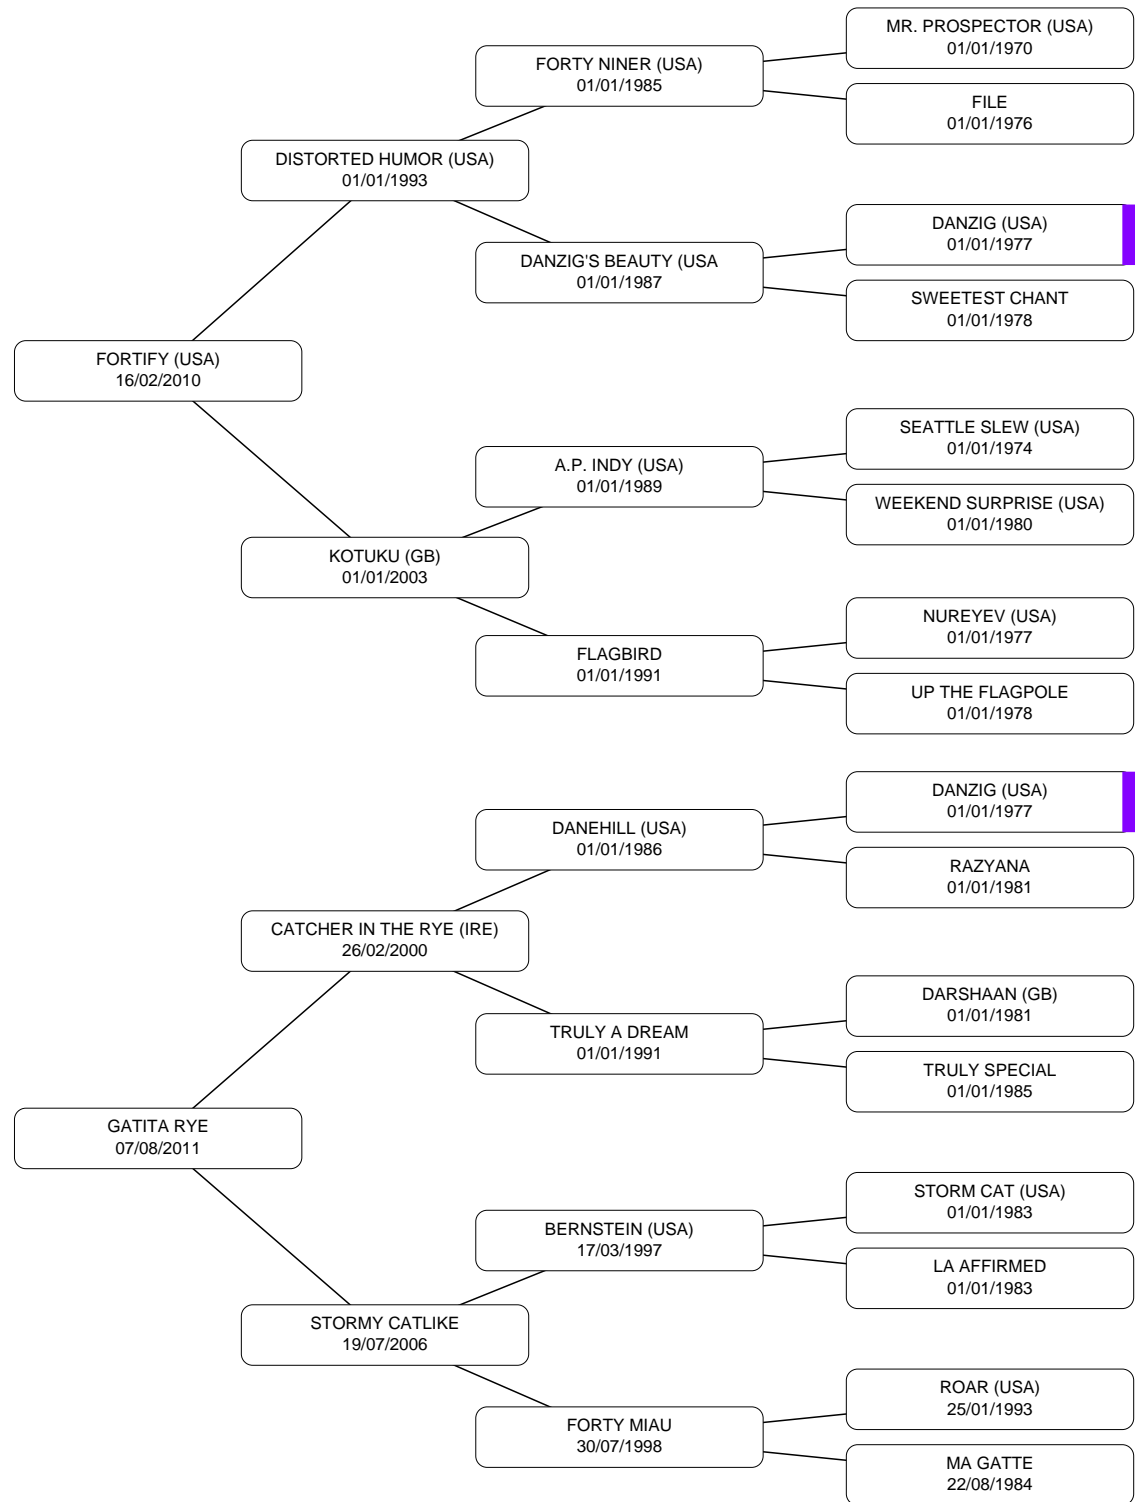 MR. PROSPECTOR (USA)
01/01/1970
FORTY NINER (USA)
01/01/1985
FILE
01/01/1976
DISTORTED HUMOR (USA)
01/01/1993
DANZIG (USA)
01/01/1977
DANZIG'S BEAUTY (USA
01/01/1987
SWEETEST CHANT
01/01/1978
FORTIFY (USA)
16/02/2010
SEATTLE SLEW (USA)
01/01/1974
A.P. INDY (USA)
01/01/1989
WEEKEND SURPRISE (USA)
01/01/1980
KOTUKU (GB)
01/01/2003
NUREYEV (USA)
01/01/1977
FLAGBIRD
01/01/1991
UP THE FLAGPOLE
01/01/1978
DANZIG (USA)
01/01/1977
DANEHILL (USA)
01/01/1986
RAZYANA
01/01/1981
CATCHER IN THE RYE (IRE)
26/02/2000
DARSHAAN (GB)
01/01/1981
TRULY A DREAM
01/01/1991
TRULY SPECIAL
01/01/1985
GATITA RYE
07/08/2011
STORM CAT (USA)
01/01/1983
BERNSTEIN (USA)
17/03/1997
LA AFFIRMED
01/01/1983
STORMY CATLIKE
19/07/2006
ROAR (USA)
25/01/1993
FORTY MIAU
30/07/1998
MA GATTE
22/08/1984